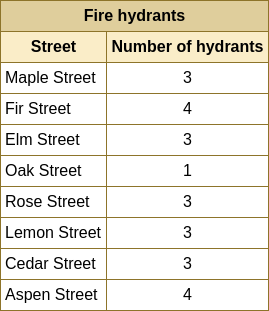 Fire hydrants
Street Number of hydrants
Maple Street 3
Fir Street 4
Elm Street 3
Oak Street 1
Rose Street 3
Lemon Street 3
Cedar Street 3
Aspen Street 4